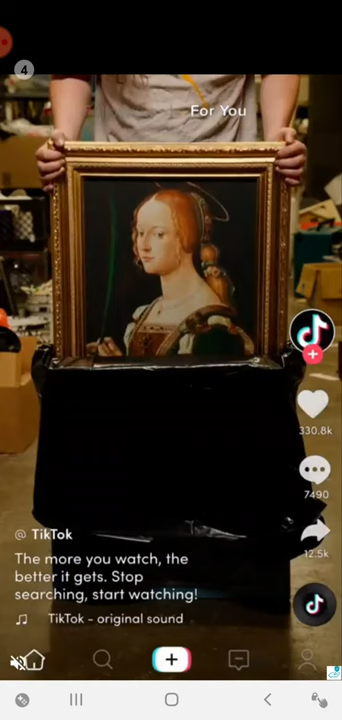 4
For You
330.8k
7490
12.5k
@ TikTok
The more you watch, the
better it gets. Stop
searching, start watching!
TikTok - original sound